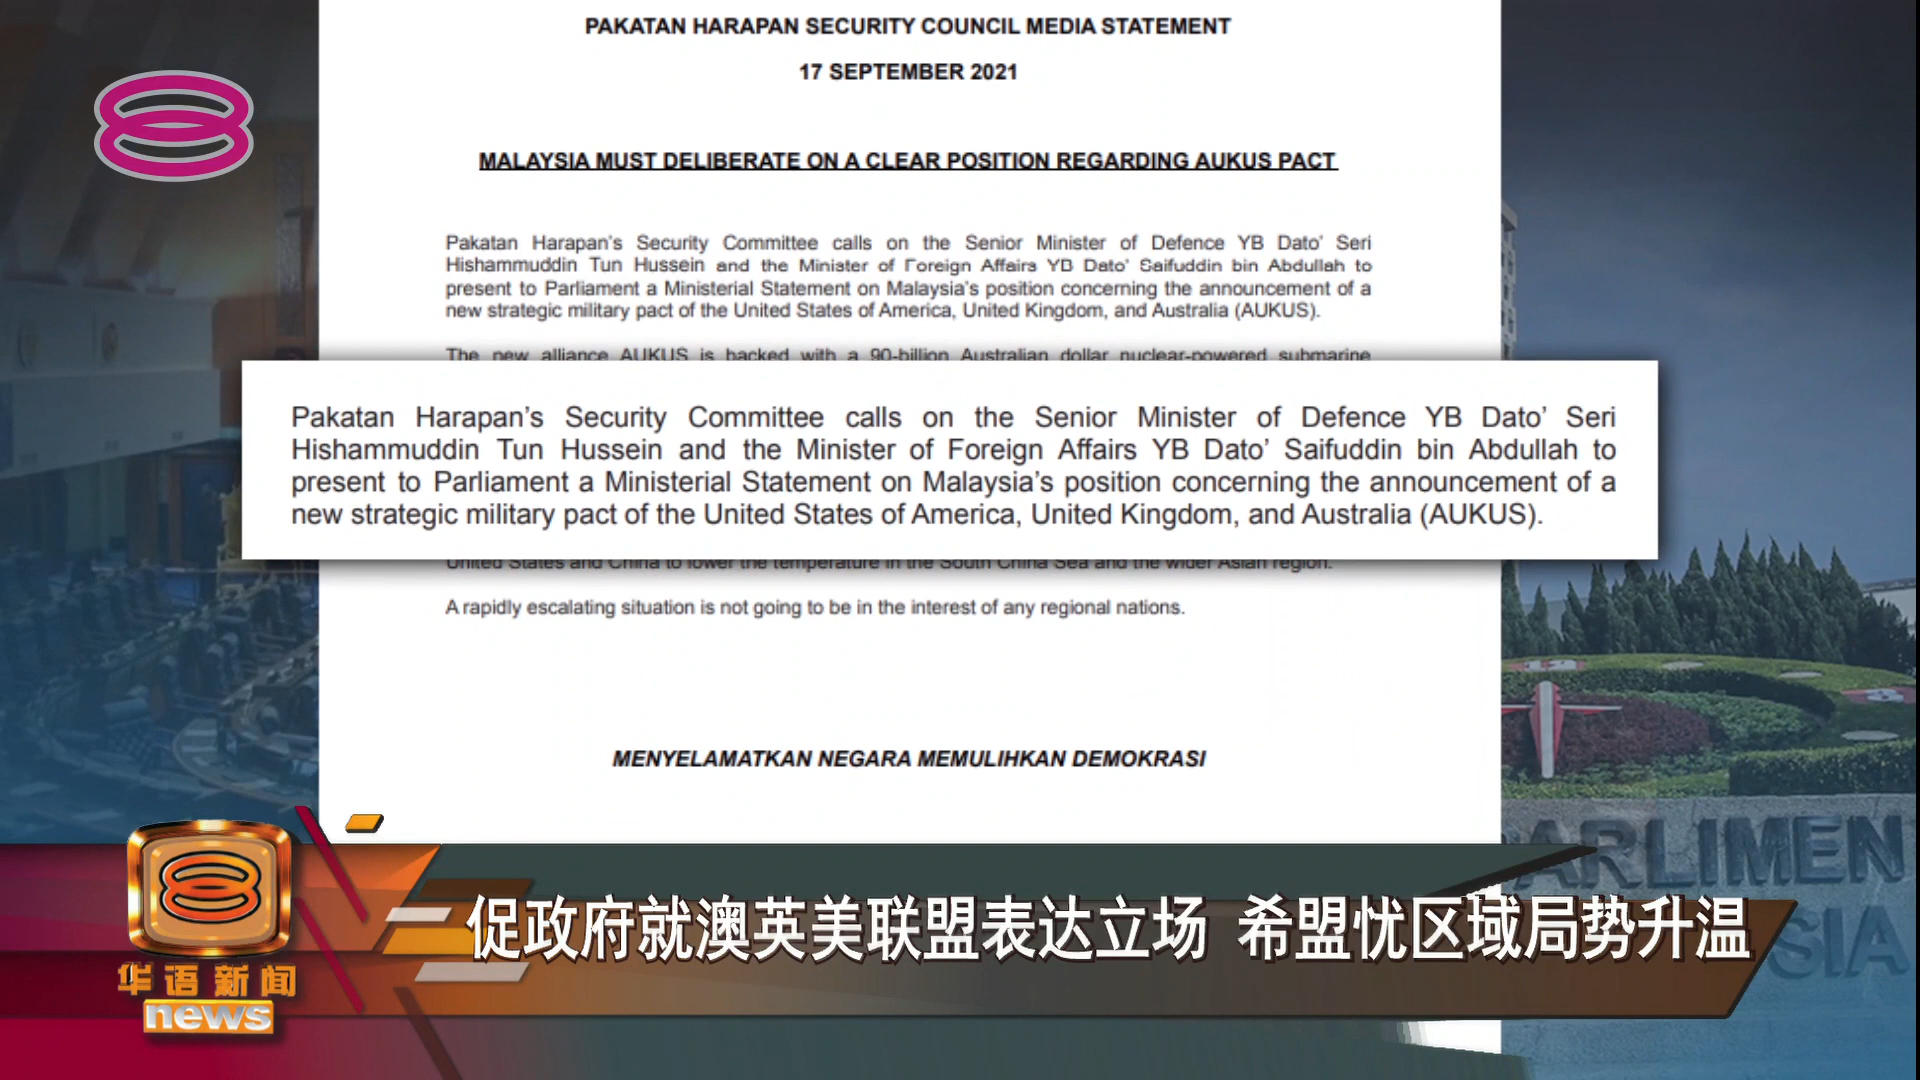 PAKATAN HARAPAN SECURITY COUNCIL MEDIA STATEMENT
17 SEPTEMBER 2021
MALAYSIA MUST DELIBERATE ON A CLEAR POSITION REGARDING AUKUS PACT
Pakatan Harapan's Security Committee calls on the Senior Minister of Defence YB Dato' Seri
Hishammuddin Tun Hussein and the Minister of Foreign Affairs YB Dato' Saifuddin bin Abdullah to
present to Parliament a Ministerial Statement on Malaysia's position concerning the announcement of a
new strategic military pact of the United States of America, United Kingdom, and Australia (AUKUS).
The new alliance AUKUS is backed with a 90-billion Australian dollar nuclear-powered submarine
Pakatan Harapan's Security Committee calls on the Senior Minister of Defence YB Dato' Seri
Hishammuddin Tun Hussein and the Minister of Foreign Affairs YB Dato' Saifuddin bin Abdullah to
present to Parliament a Ministerial Statement on Malaysia's position concerning the announcement of a
new strategic military pact of the United States of America, United Kingdom, and Australia (AUKUS).
United States and China to lower the temperature in the South China Sea and the wider Asian region.
A rapidly escalating situation is not going to be in the interest of any regional nations.
MENYELAMATKAN NEGARA MEMULIHKAN DEMOKRASI
PARLIMEN
SIA
促政府就澳英美联盟表达立场 希盟忧区域局势升温
华语新闻
news